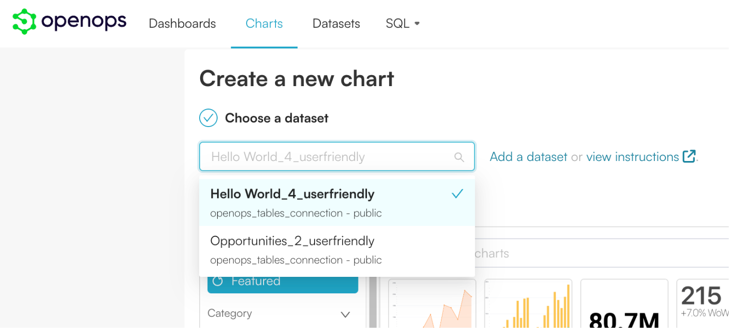 openops Dashboards Charts Datasets SQL
Create a new chart
Choose a dataset
Hello World_4_userfriendly Add a dataset or view instructions.
Hello World_4_userfriendly
openops_tables_connection - public
Opportunities_2_userfriendly
openops_tables_connection - public
charts
Featured
Category
80.7M
215
+7.0% WoW